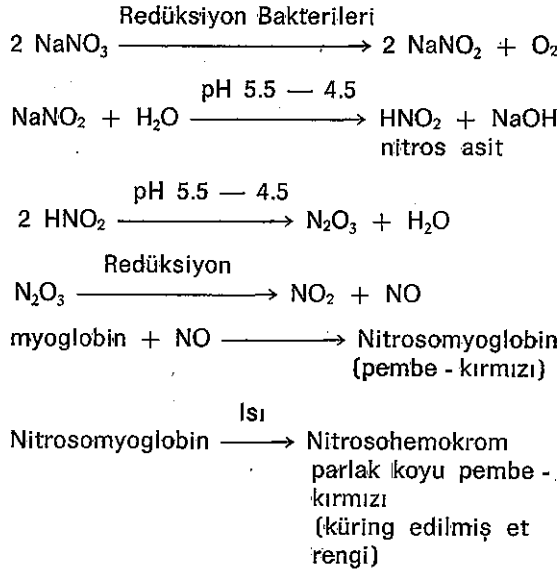 Redüksiyon Bakterileri
2 NaNO₃ ⟶ 2 NaNO₂ + O₂
pH 5.5 — 4.5
NaNO₂ + H₂O ⟶ HNO₂ + NaOH
nitros asit
pH 5.5 — 4.5
2 HNO₂ ⟶ N₂O₃ + H₂O
Redüksiyon
N₂O₃ ⟶ NO₂ + NO
myoglobin + NO ⟶ Nitrosomyoglobin
(pembe - kırmızı)
Isı
Nitrosomyoglobin ⟶ Nitrosohemokrom
parlak koyu pembe -
kırmızı
(küring edilmiş et
rengi)